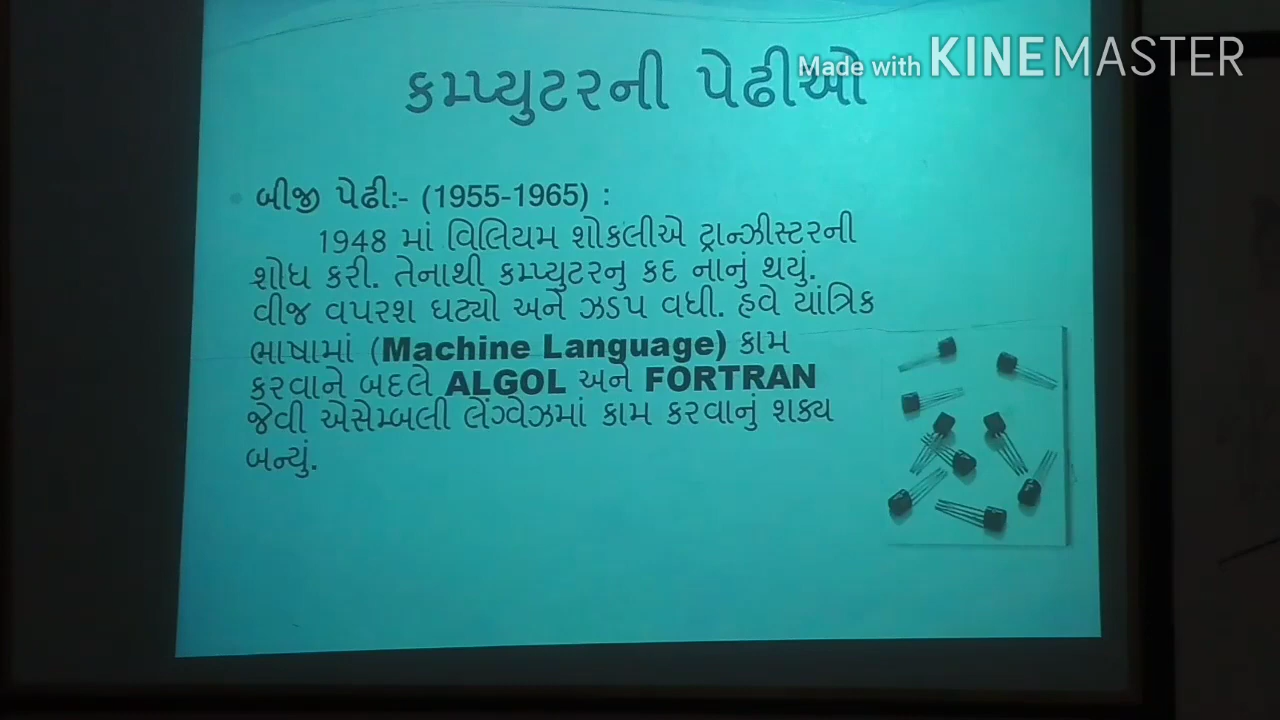 Made with KINEMASTER
કમ્પ્યુટરની પેઢીઓ
બીજી પેઢી:- (1955-1965) :
1948 માં વિલિયમ શોકલીએ ટ્રાન્ઝીસ્ટરની
શોધ કરી. તેનાથી કમ્પ્યુટરનુ કદ નાનું થયું.
વીજ વપરશ ઘટ્યો અને ઝડપ વધી. હવે યાંત્રિક
ભાષામાં (Machine Language) કામ
કરવાને બદલે ALGOL અને FORTRAN
જેવી એસેમ્બલી લેંગ્વેઝમાં કામ કરવાનું શક્ય
બન્યું.